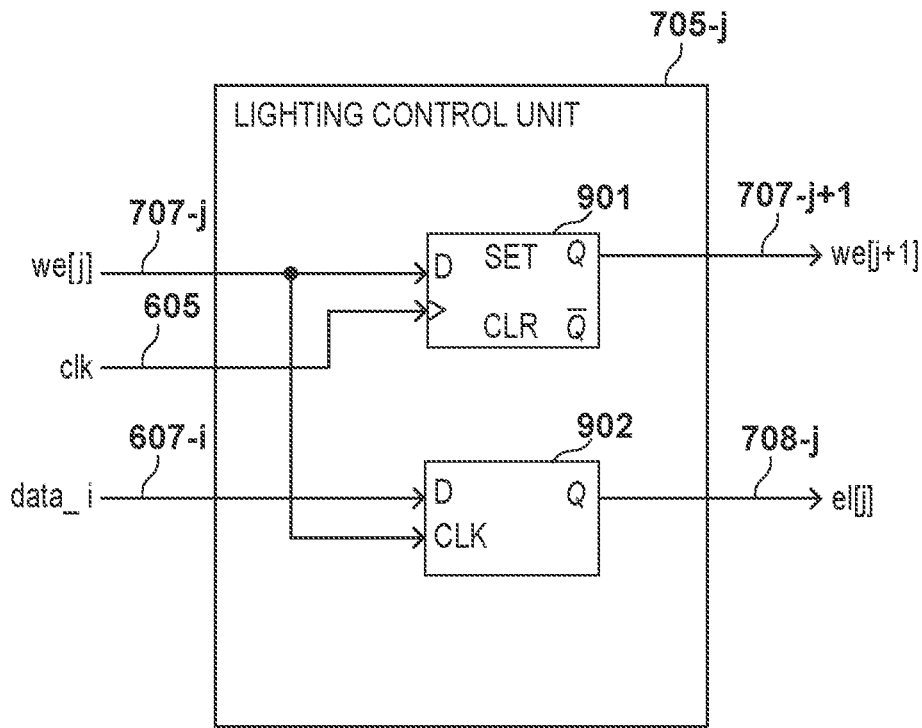 705-j
LIGHTING CONTROL UNIT
707-j
we[j]
605
clk
607-i
data_ i
901
D SET Q
CLR Q̅
902
D Q
CLK
707-j+1
we[j+1]
708-j
el[j]